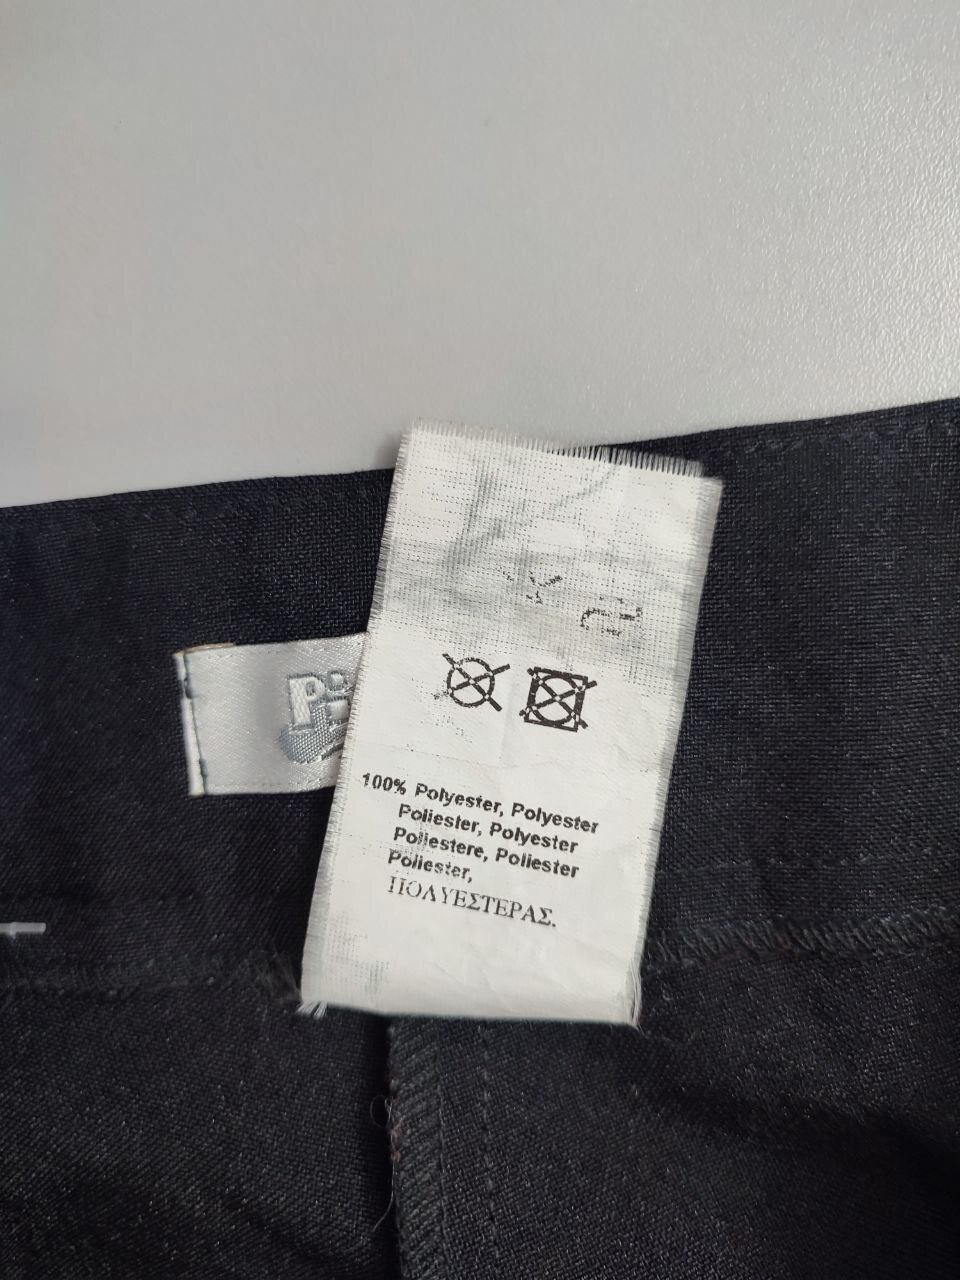 100% Polyester, Polyester
Poliester, Polyester
Poliestere, Poliester
Poliester,
ΠΟΛΥΕΣΤΕΡΑΣ.